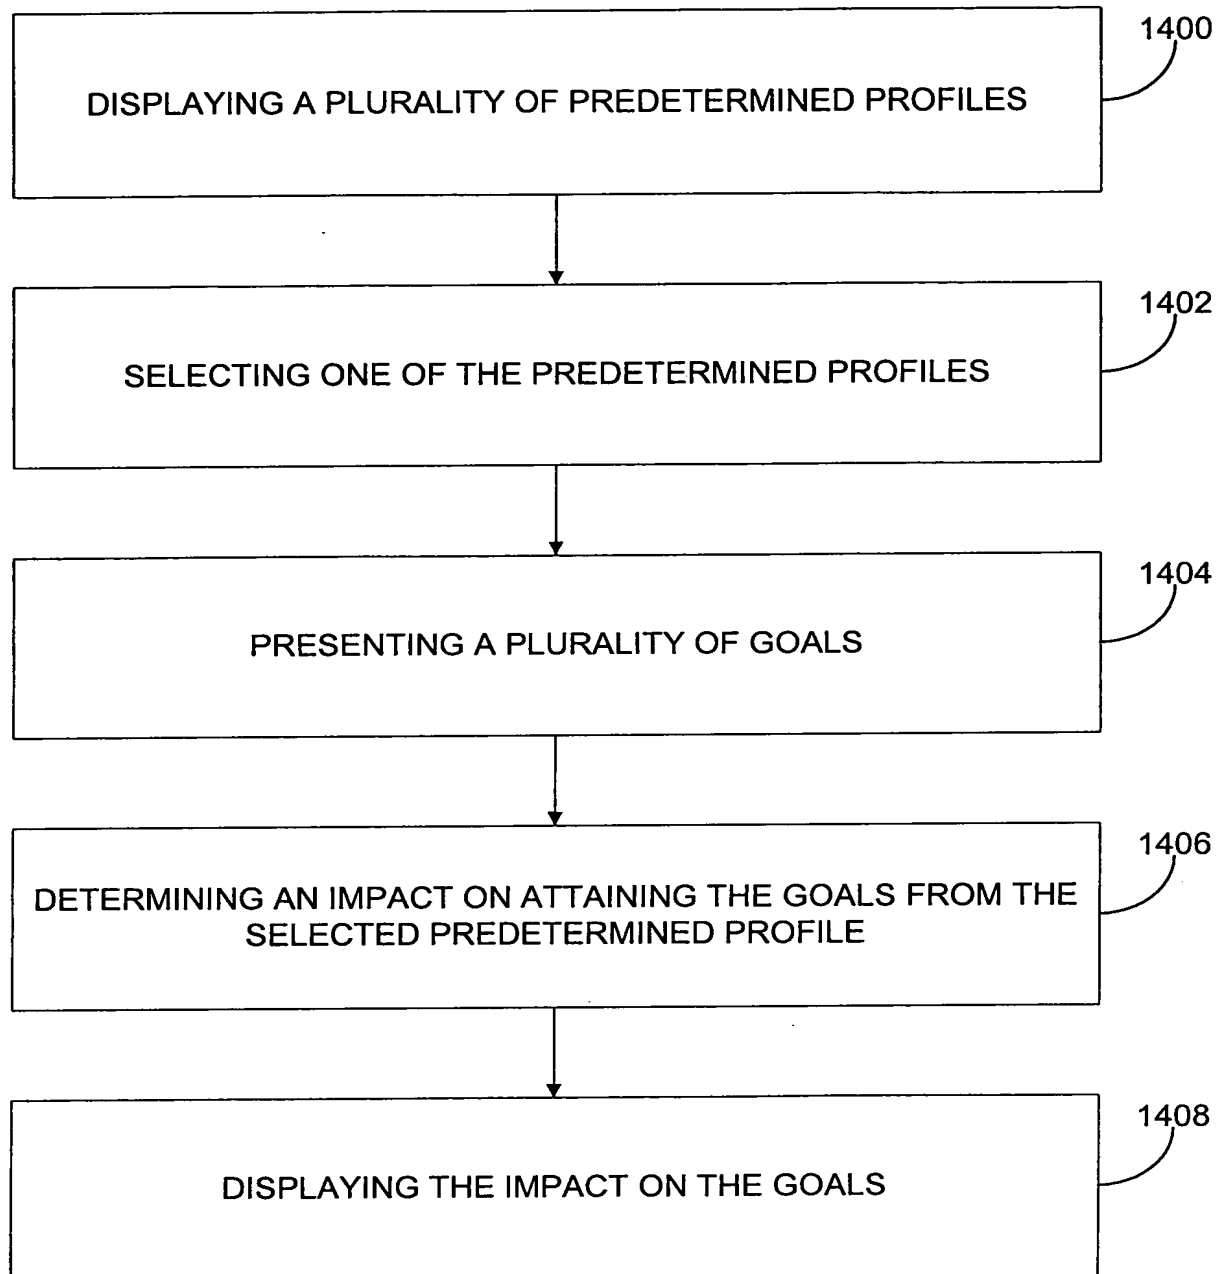 1400
DISPLAYING A PLURALITY OF PREDETERMINED PROFILES
1402
SELECTING ONE OF THE PREDETERMINED PROFILES
1404
PRESENTING A PLURALITY OF GOALS
1406
DETERMINING AN IMPACT ON ATTAINING THE GOALS FROM THE
SELECTED PREDETERMINED PROFILE
1408
DISPLAYING THE IMPACT ON THE GOALS